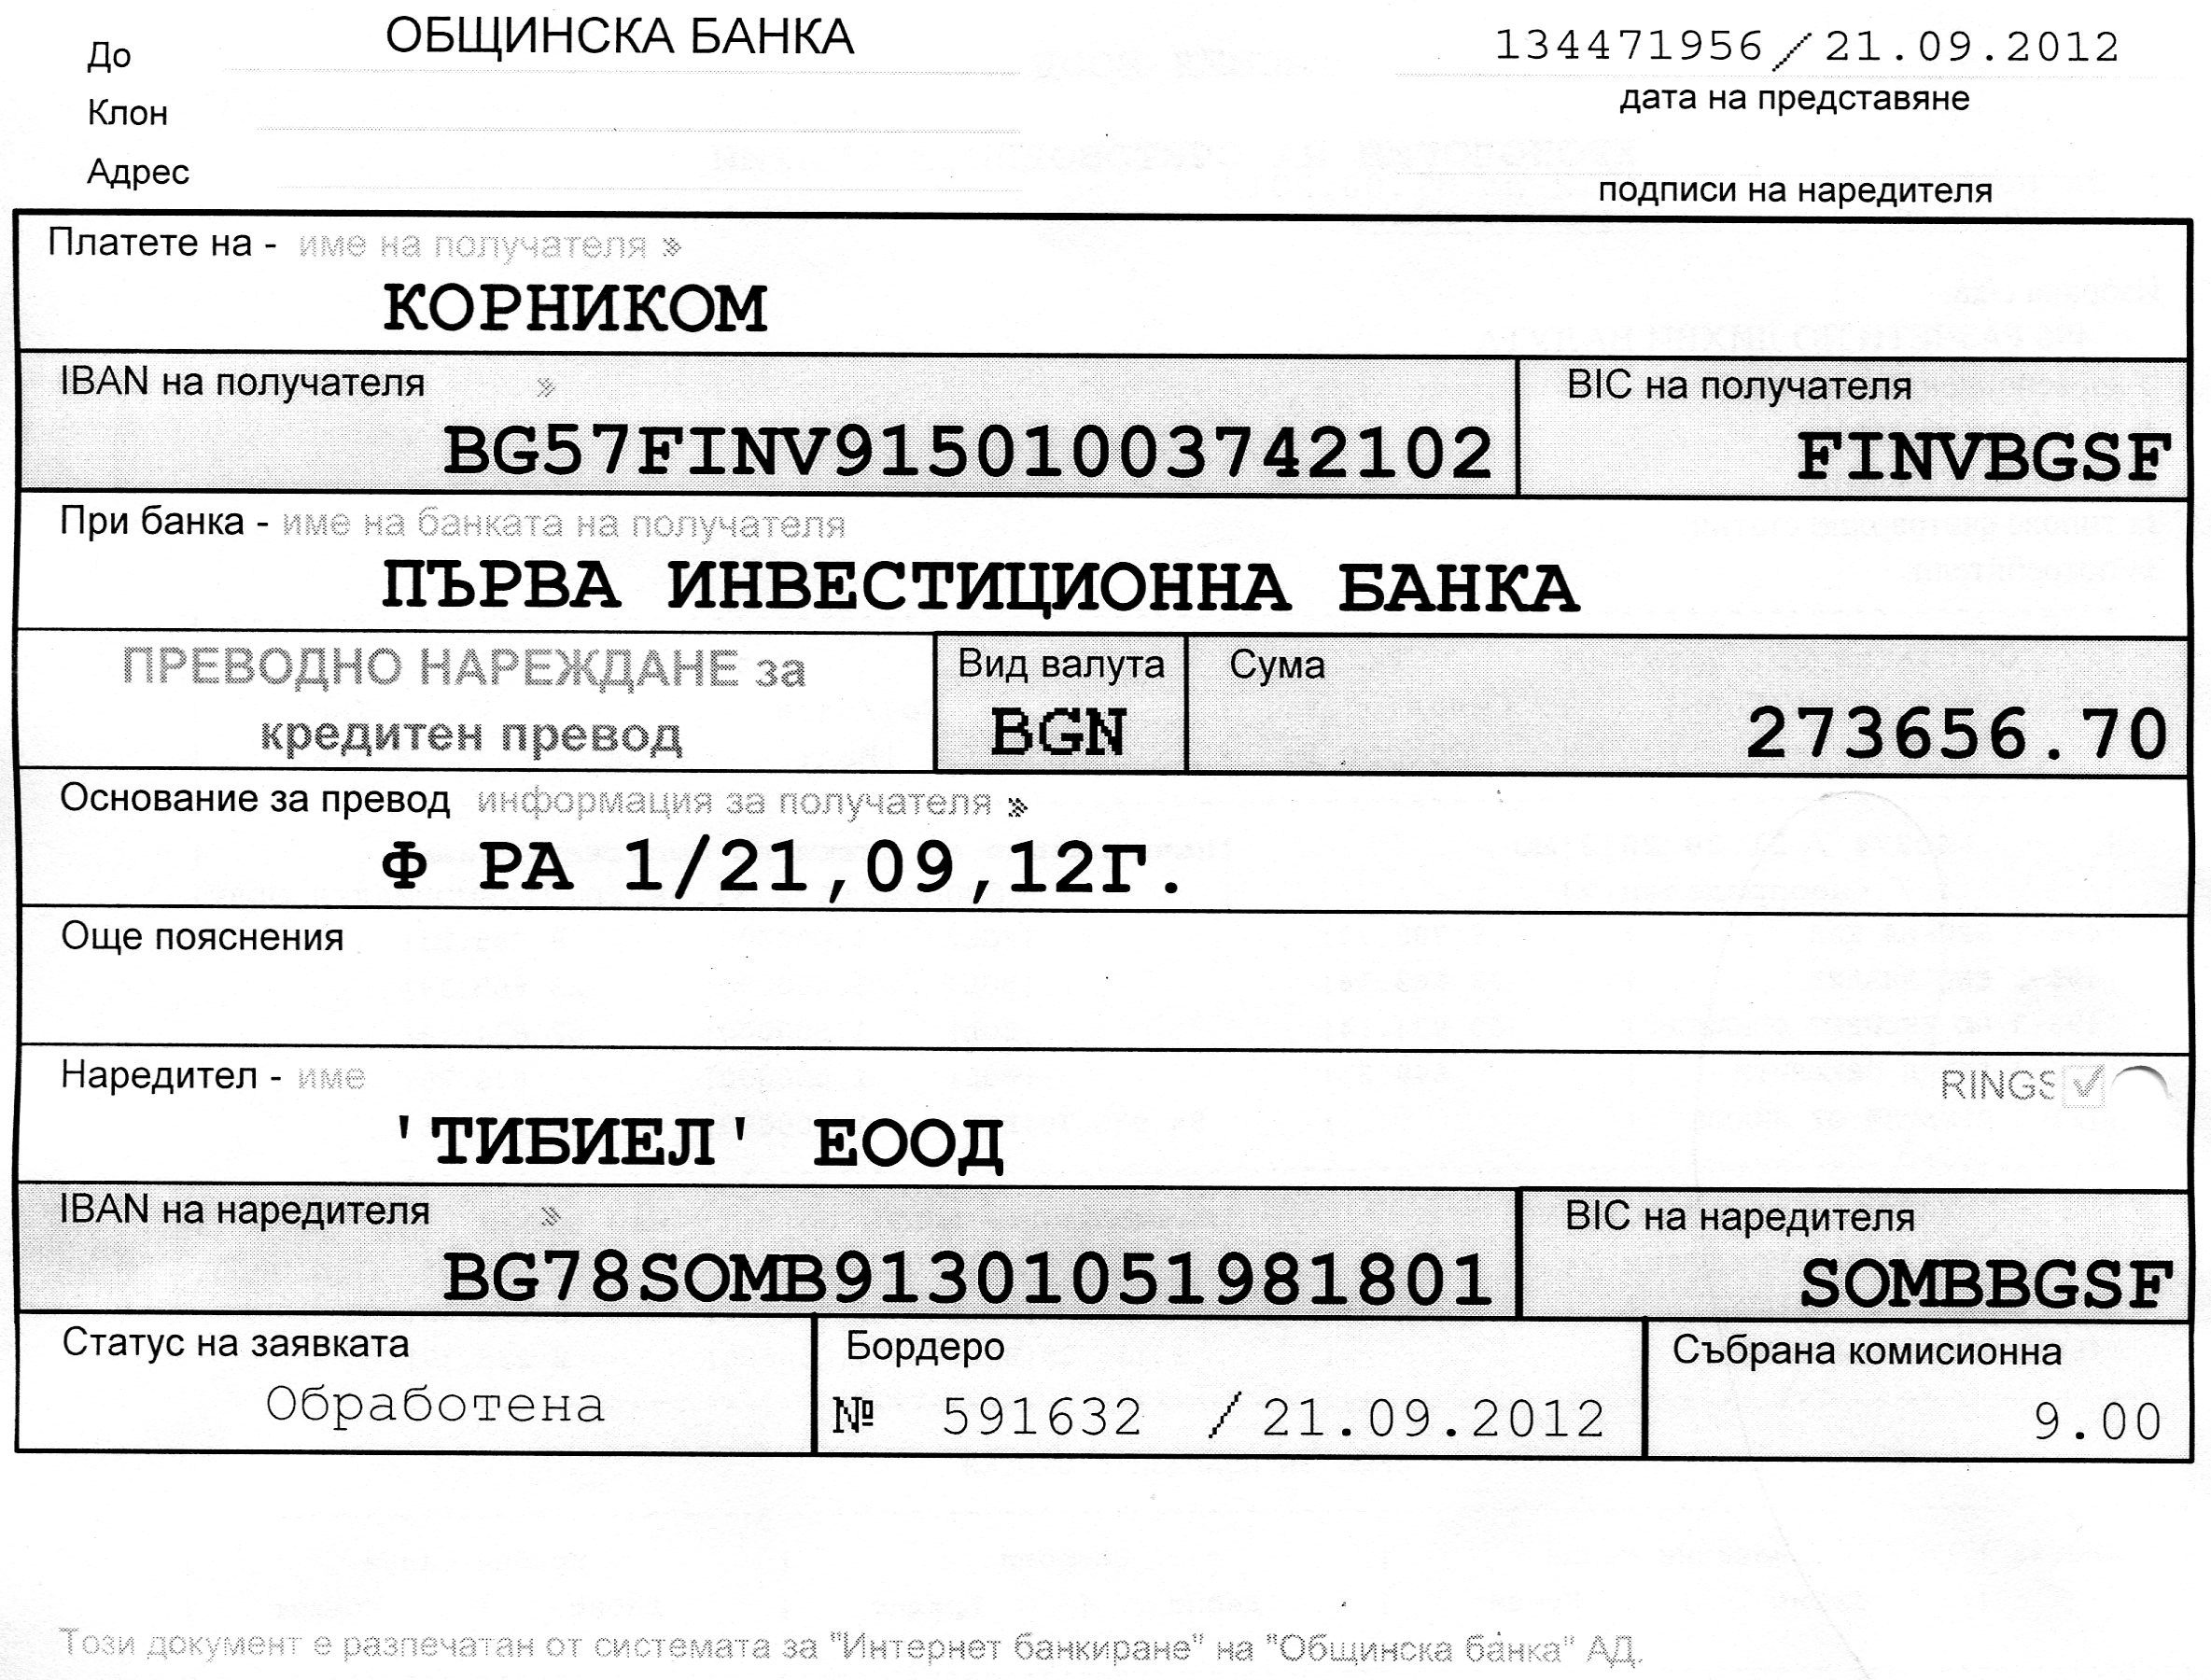 До ОБЩИНСКА БАНКА 134471956 / 21.09.2012
Клон дата на представяне
Адрес подписи на наредителя
Платете на - име на получателя »
КОРНИКОМ
IBAN на получателя » BIC на получателя
BG57FINV91501003742102 FINVBGSF
При банка - име на банката на получателя
ПЪРВА ИНВЕСТИЦИОННА БАНКА
ПРЕВОДНО НАРЕЖДАНЕ за Вид валута Сума
кредитен превод BGN 273656.70
Основание за превод информация за получателя »
Ф РА 1/21,09,12Г.
Още пояснения
Наредител - име RINGS
'ТИБИЕЛ' ЕООД
IBAN на наредителя » BIC на наредителя
BG78SOMB91301051981801 SOMBBGSF
Статус на заявката Бордеро Събрана комисионна
Обработена № 591632 / 21.09.2012 9.00
Този документ е разпечатан от системата за "Интернет банкиране" на "Общинска банка" АД.